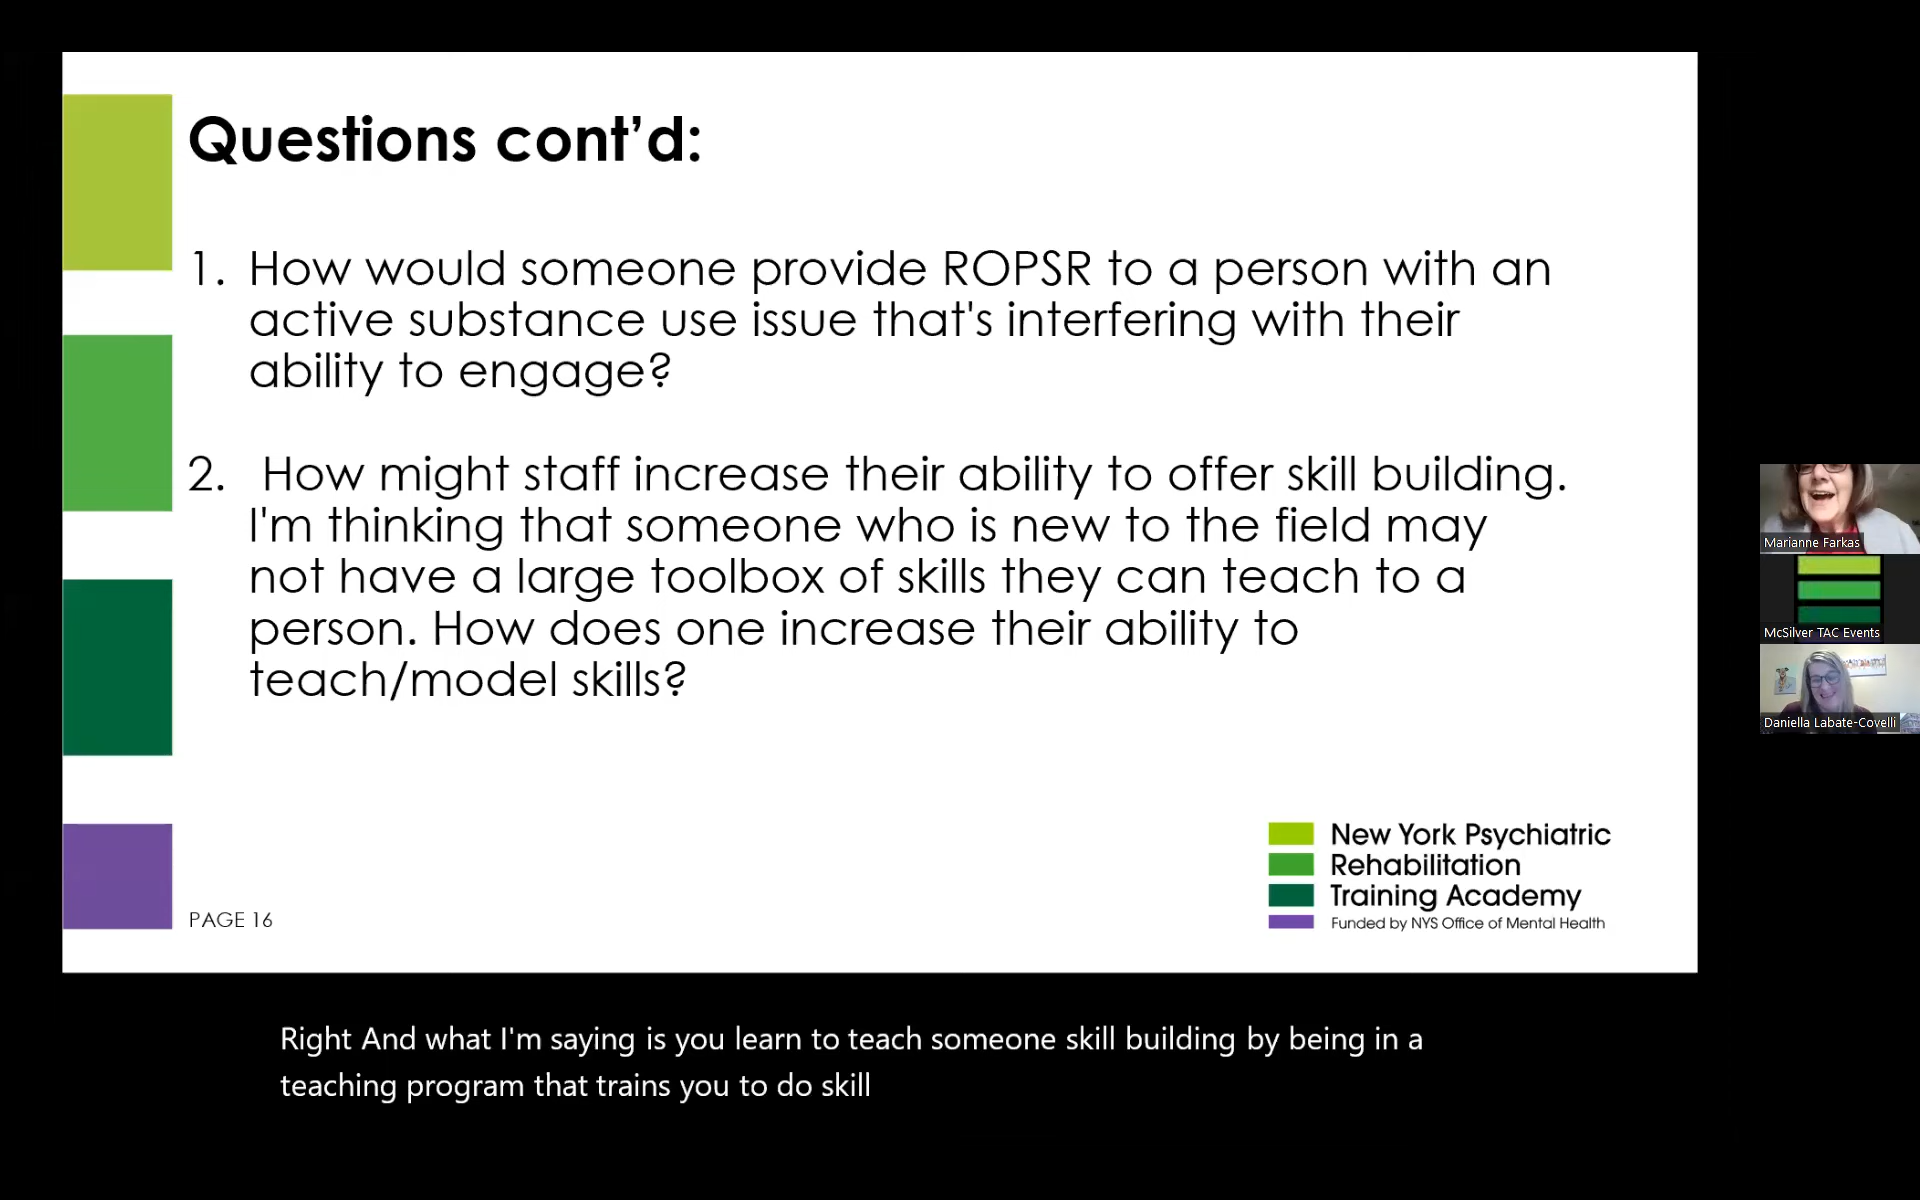 Questions cont’d:
1. How would someone provide ROPSR to a person with an
active substance use issue that's interfering with their
ability to engage?
2. How might staff increase their ability to offer skill building.
I'm thinking that someone who is new to the field may
not have a large toolbox of skills they can teach to a
person. How does one increase their ability to
teach/model skills?
Marianne Farkas
McSilver TAC Events
Daniella Labate-Covelli
New York Psychiatric
Rehabilitation
Training Academy
Funded by NYS Office of Mental Health
PAGE 16
Right And what I'm saying is you learn to teach someone skill building by being in a
teaching program that trains you to do skill